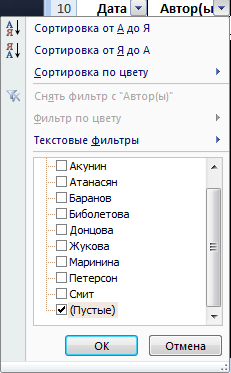 10 Дата Автор(ы)
Сортировка от А до Я
Сортировка от Я до А
Сортировка по цвету
Снять фильтр с "Автор(ы)"
Фильтр по цвету
Текстовые фильтры
Акунин
Атанасян
Баранов
Биболетова
Донцова
Жукова
Маринина
Петерсон
Смит
(Пустые)
ОК Отмена